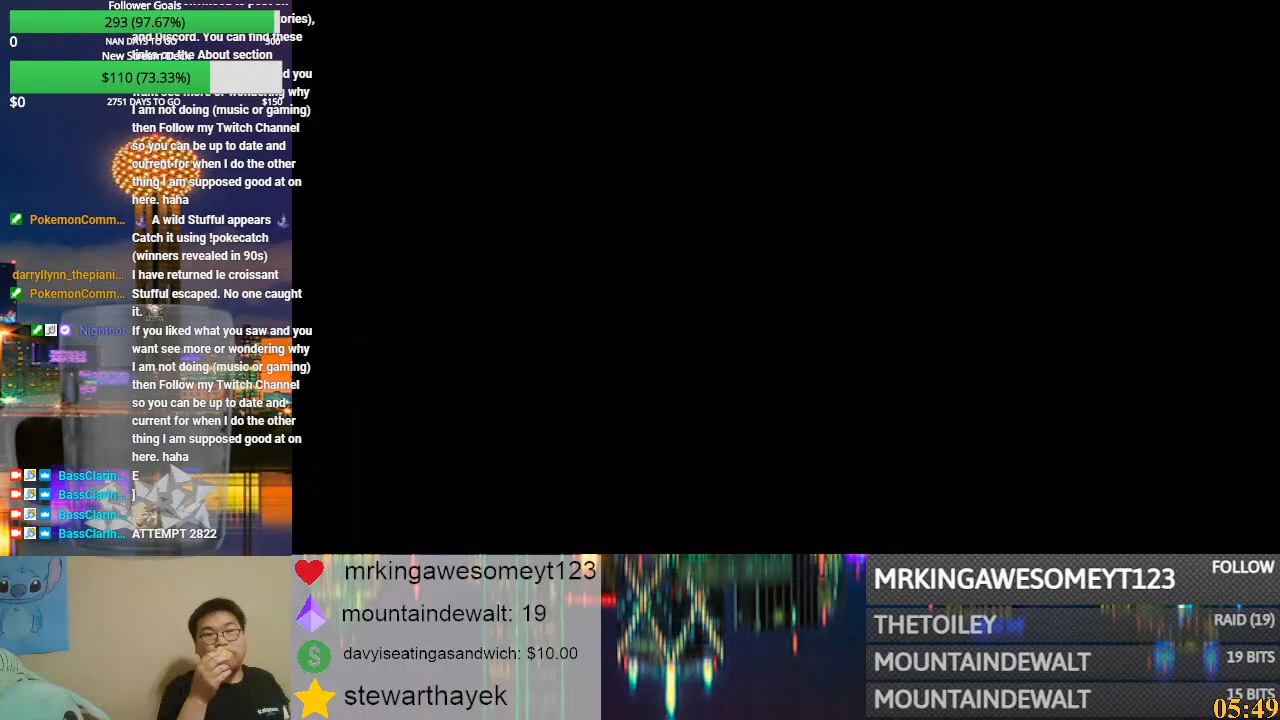 Follower Goals
293 (97.67%)
0
NAN DAYS TO GO
300
ories),
and Discord. You can find these
links on the About section
New Stream Deck
$110 (73.33%)
d you
want see more or wondering why
$0
2751 DAYS TO GO
$150
I am not doing (music or gaming)
then Follow my Twitch Channel
so you can be up to date and
current for when I do the other
thing I am supposed good at on
here. haha
PokemonComm... A wild Stufful appears
Catch it using !pokecatch
(winners revealed in 90s)
darryllynn_thepiani... I have returned le croissant
PokemonComm... Stufful escaped. No one caught
it.
Nightbot If you liked what you saw and you
want see more or wondering why
I am not doing (music or gaming)
then Follow my Twitch Channel
so you can be up to date and
current for when I do the other
thing I am supposed good at on
here. haha
BassClarin... E
BassClarin... ]
BassClarin... ...
BassClarin... ATTEMPT 2822
mrkingawesomeyt123
mountaindewalt: 19
davyiseatingasandwich: $10.00
stewarthayek
MRKINGAWESOMEYT123 FOLLOW
THETOILEY RAID (19)
MOUNTAINDEWALT 19 BITS
MOUNTAINDEWALT 15 BITS
05:49